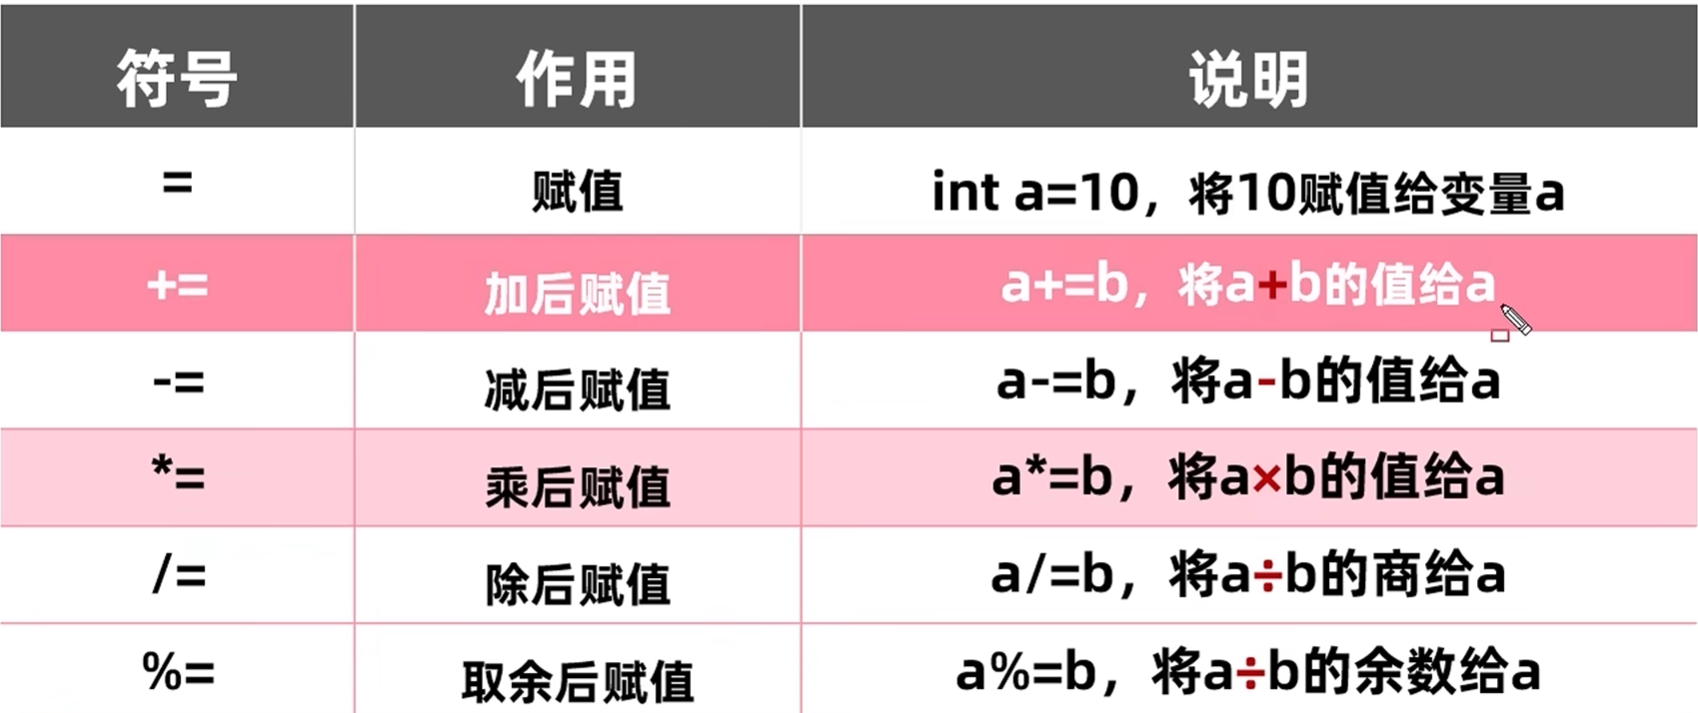 符号 作用 说明
= 赋值 int a=10，将10赋值给变量a
+= 加后赋值 a+=b，将a+b的值给a
-= 减后赋值 a-=b，将a-b的值给a
*= 乘后赋值 a*=b，将a×b的值给a
/= 除后赋值 a/=b，将a÷b的商给a
%= 取余后赋值 a%=b，将a÷b的余数给a